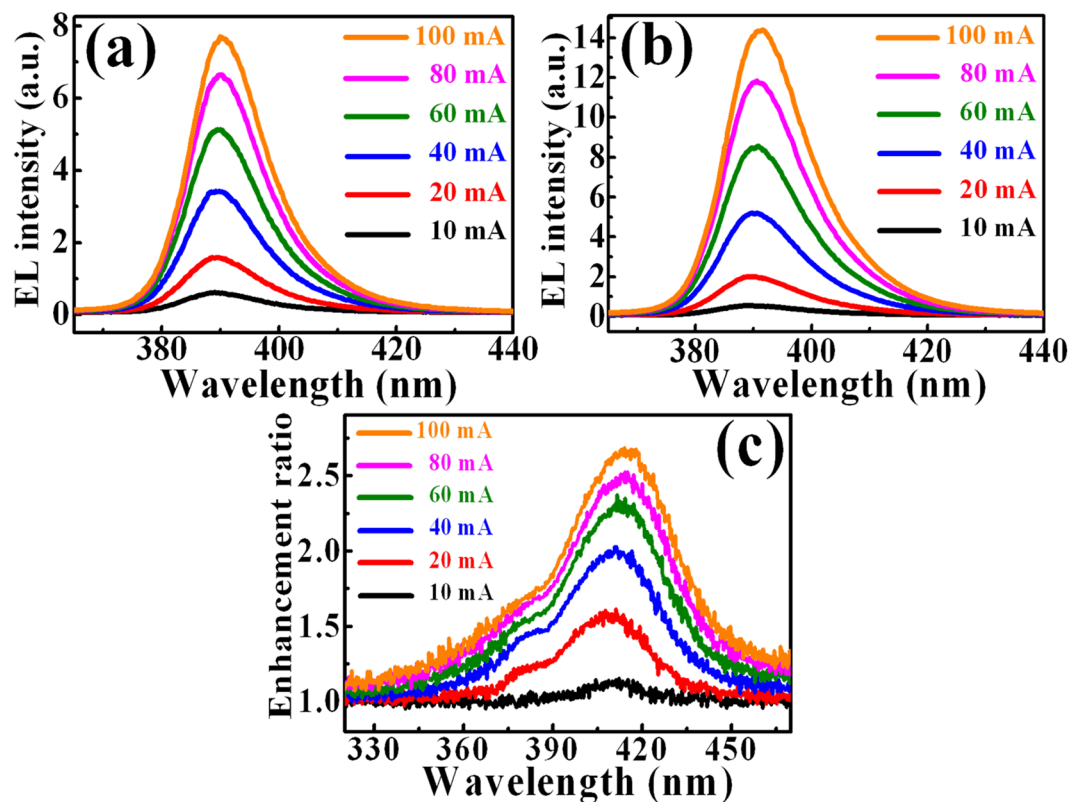 (a)
EL intensity (a.u.)
8
6
4
2
0
100 mA
80 mA
60 mA
40 mA
20 mA
10 mA
380 400 420 440
Wavelength (nm)
(b)
EL intensity (a.u.)
14
12
10
8
6
4
2
0
100 mA
80 mA
60 mA
40 mA
20 mA
10 mA
380 400 420 440
Wavelength (nm)
(c)
Enhancement ratio
2.5
2.0
1.5
1.0
100 mA
80 mA
60 mA
40 mA
20 mA
10 mA
330 360 390 420 450
Wavelength (nm)